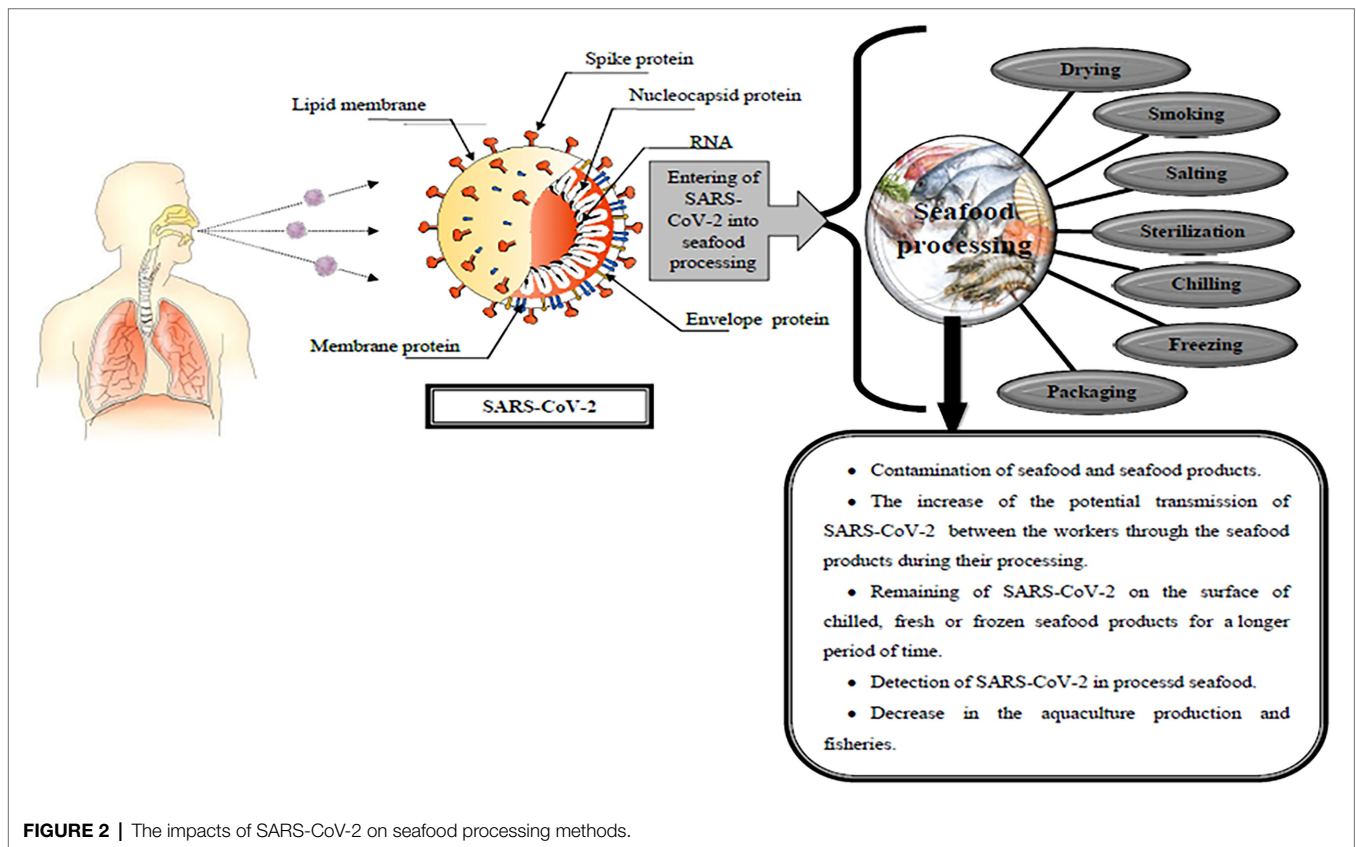 Spike protein
Lipid membrane
Nucleocapsid protein
RNA
Envelope protein
Membrane protein
SARS-CoV-2
Entering of
SARS-
CoV-2 into
seafood
processing
Seafood
processing
Drying
Smoking
Salting
Sterilization
Chilling
Freezing
Packaging
• Contamination of seafood and seafood products.
• The increase of the potential transmission of
SARS-CoV-2 between the workers through the seafood
products during their processing.
• Remaining of SARS-CoV-2 on the surface of
chilled, fresh or frozen seafood products for a longer
period of time.
• Detection of SARS-CoV-2 in processd seafood.
• Decrease in the aquaculture production and
fisheries.
FIGURE 2 | The impacts of SARS-CoV-2 on seafood processing methods.